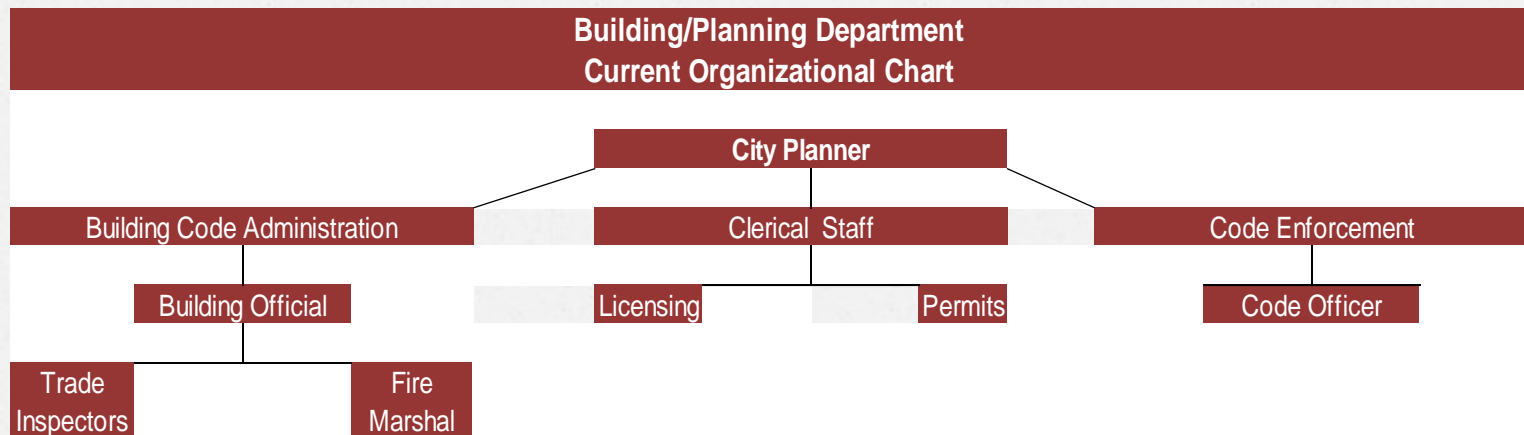 Building/Planning Department
Current Organizational Chart
City Planner
Building Code Administration
Clerical Staff
Code Enforcement
Building Official
Licensing
Permits
Code Officer
Trade
Inspectors
Fire
Marshal